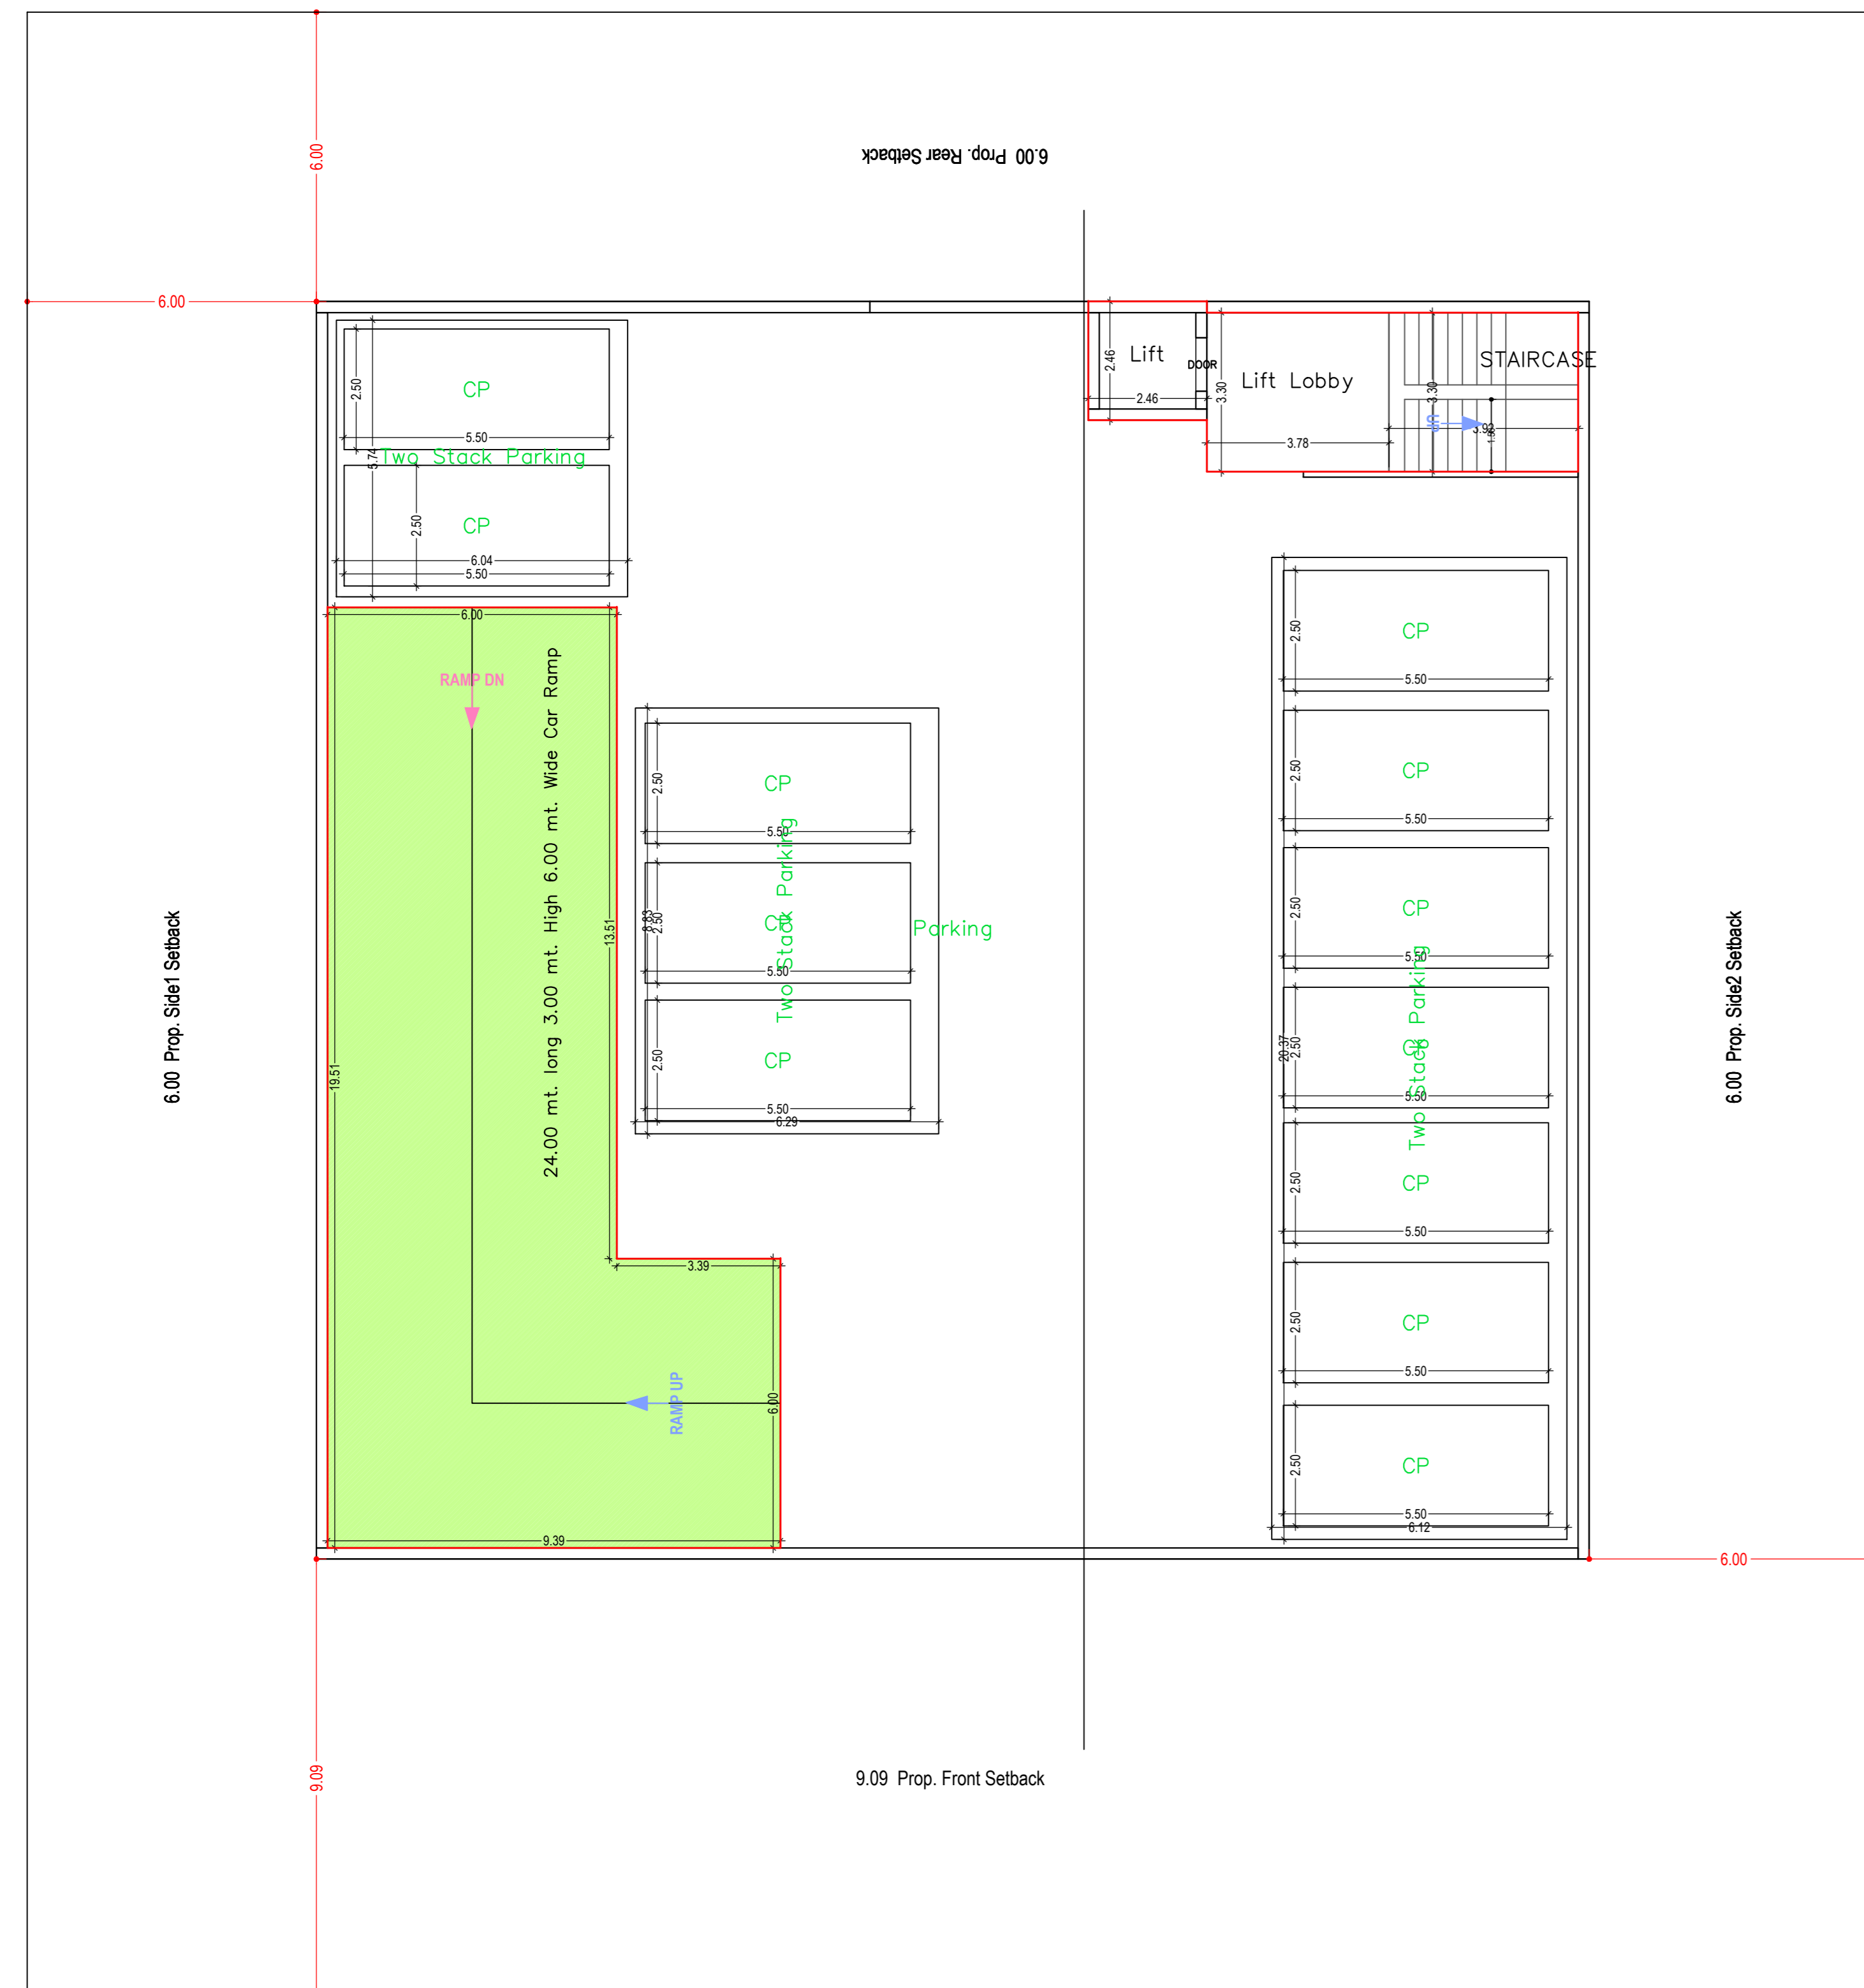 6.00
6.00 Prop. Rear Setback
6.00
2.46
Lift
DOOR
2.46
3.30
Lift Lobby
3.78
3.30
STAIRCASE
UP
3.92
2.50
CP
5.50
5.74
Two Stack Parking
2.50
CP
6.04
5.50
6.00
RAMP DN
24.00 mt. long 3.00 mt. High 6.00 mt. Wide Car Ramp
19.51
13.51
3.39
6.00
RAMP UP
9.39
2.50
CP
5.50
8.83
2.50
CP
5.50
Two Stack Parking
Parking
2.50
CP
5.50
6.29
2.50
CP
5.50
2.50
CP
5.50
2.50
CP
5.50
20.37
2.50
CP
5.50
Two Stack Parking
2.50
CP
5.50
2.50
CP
5.50
2.50
CP
5.50
6.12
6.00 Prop. Side1 Setback
6.00 Prop. Side2 Setback
6.00
9.09
9.09 Prop. Front Setback